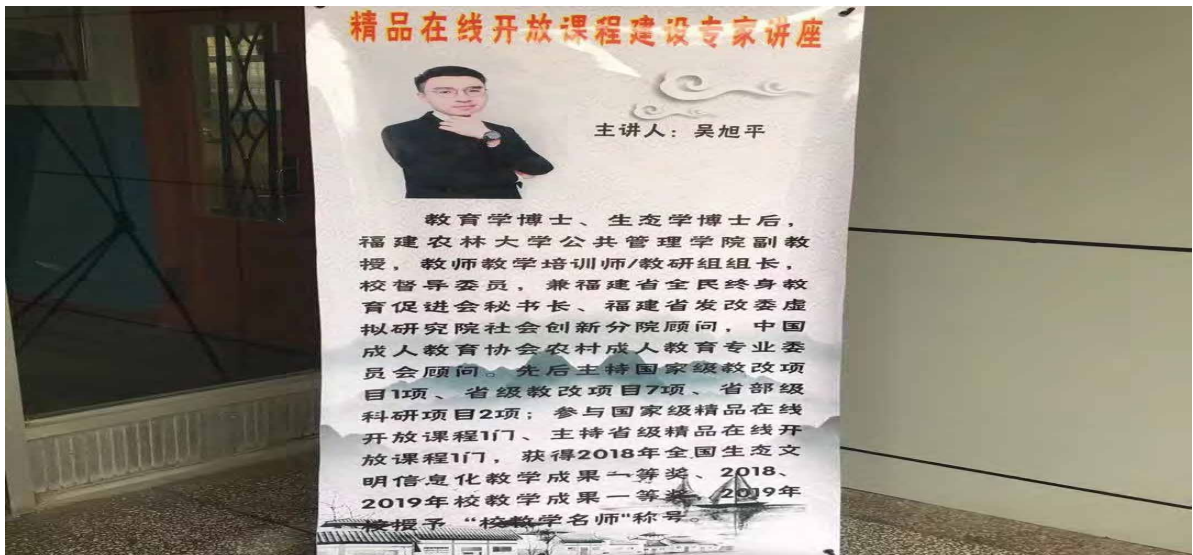 精品在线开放课程建设专家讲座
主讲人：吴旭平
教育学博士、生态学博士后，
福建农林大学公共管理学院副教
授，教师教学培训师/教研组组长，
校督导委员，兼福建省全民终身教
育促进会秘书长、福建省发改委虚
拟研究院社会创新分院顾问，中国
成人教育协会农村成人教育专业委
员会顾问。先后主持国家级教改项
目1项、省级教改项目7项、省部级
科研项目2项；参与国家级精品在线
开放课程1门、主持省级精品在线开
放课程1门，获得2018年全国生态文
明信息化教学成果一等奖、2018、
2019年校教学成果一等奖，2019年
被授予“校教学名师"称号。